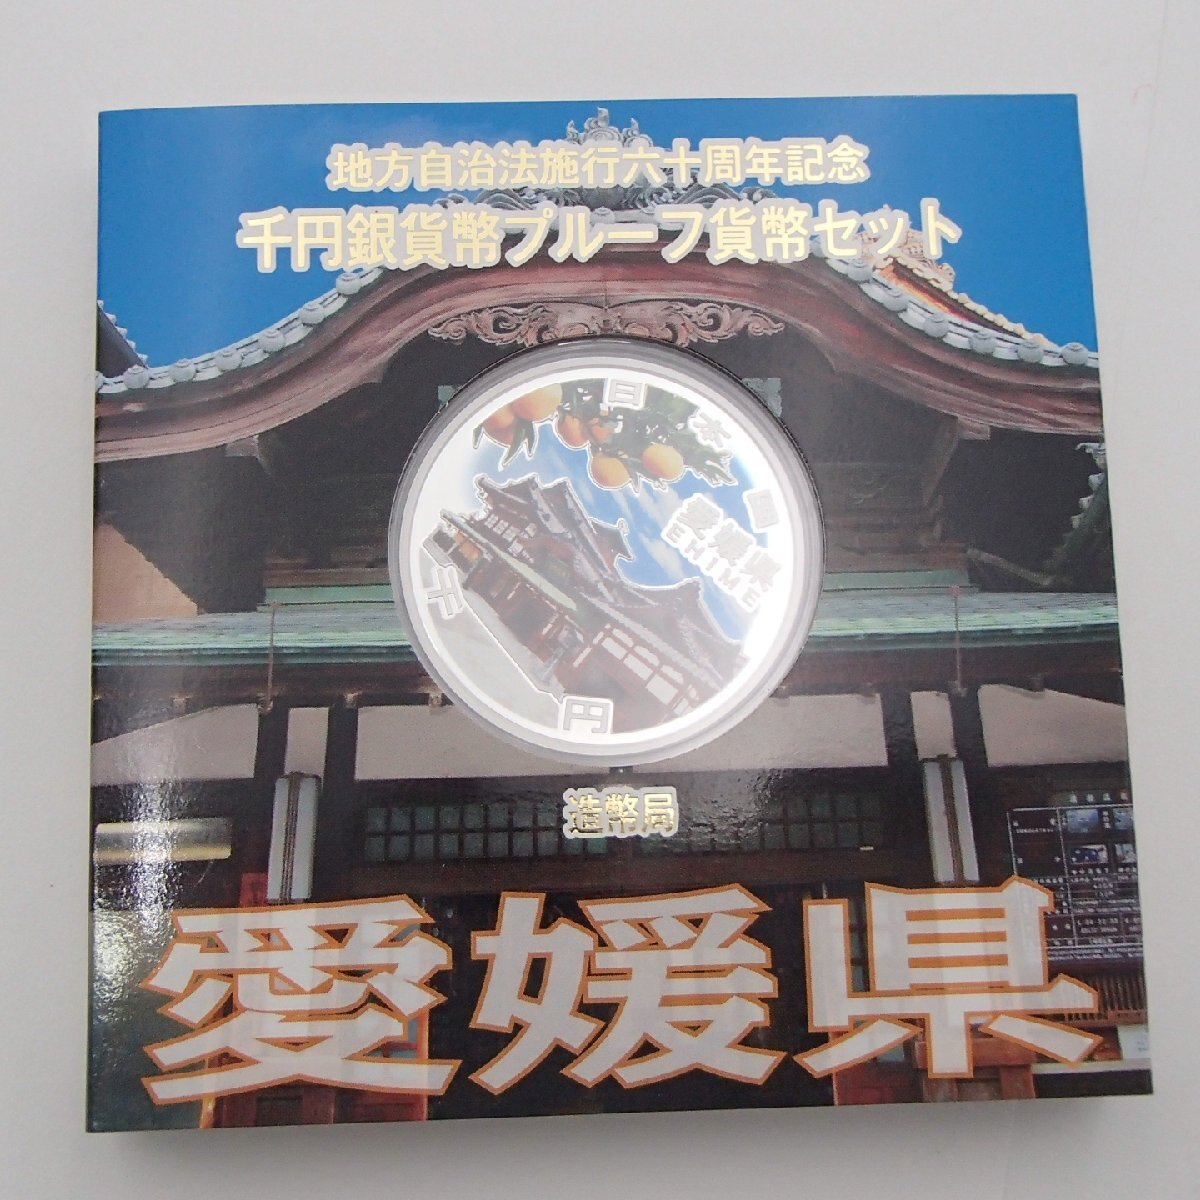 地方自治法施行六十周年記念
千円銀貨幣プルーフ貨幣セット
日本国
愛媛県
EHIME
千円
造幣局
愛媛県